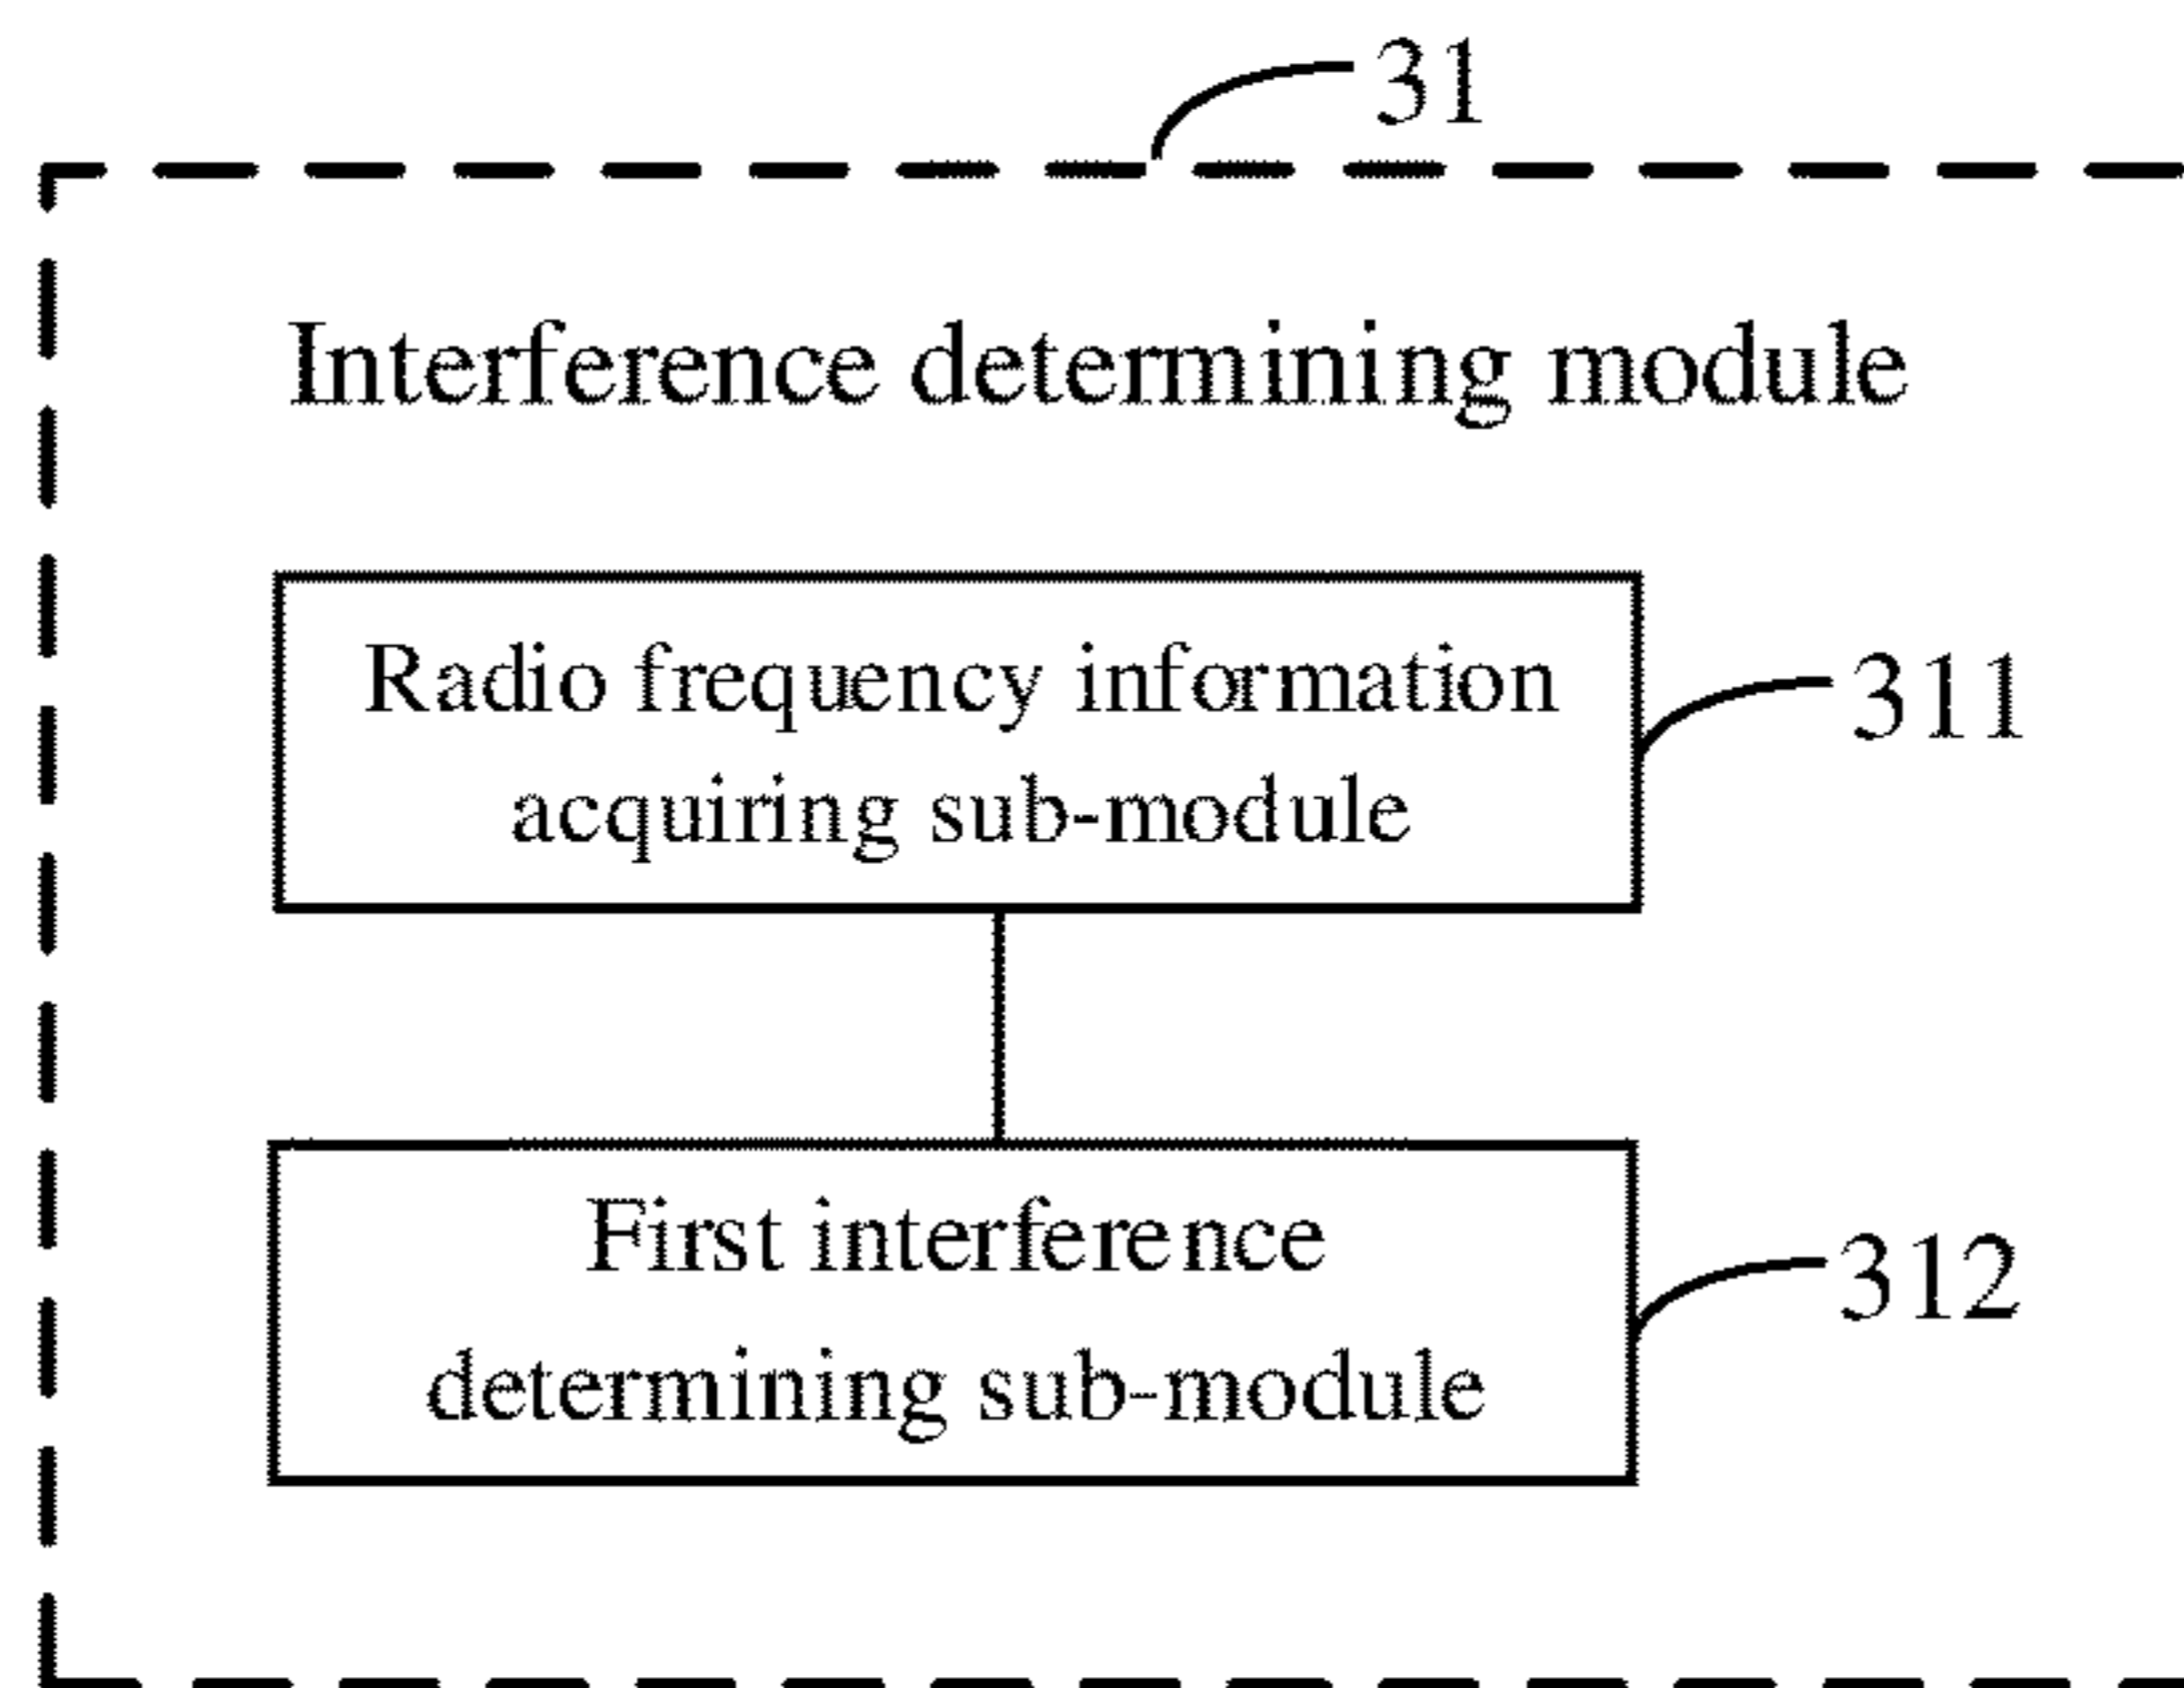 31
Interference determining module
Radio frequency information
acquiring sub-module
311
First interference
determining sub-module
312